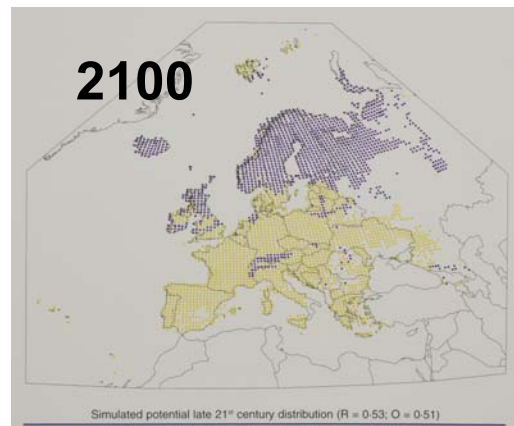 2100
Simulated potential late 21st century distribution (R = 0·53; O = 0·51)